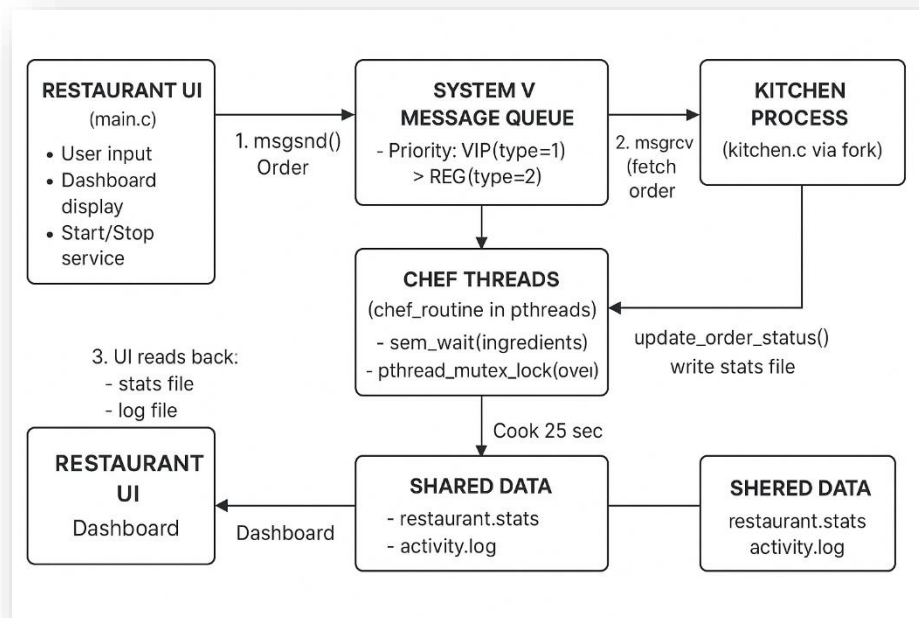 RESTAURANT UI
(main.c)
• User input
• Dashboard
display
• Start/Stop
service
1. msgsnd()
Order
SYSTEM V
MESSAGE QUEUE
- Priority: VIP(type=1)
> REG(type=2)
2. msgrcv
(fetch
order
KITCHEN
PROCESS
(kitchen.c via fork)
CHEF THREADS
(chef_routine in pthreads)
- sem_wait(ingredients)
- pthread_mutex_lock(oveı)
update_order_status()
write stats file
3. UI reads back:
- stats file
- log file
Cook 25 sec
RESTAURANT
UI
Dashboard
Dashboard
SHARED DATA
- restaurant.stats
- activity.log
SHERED DATA
restaurant.stats
activity.log